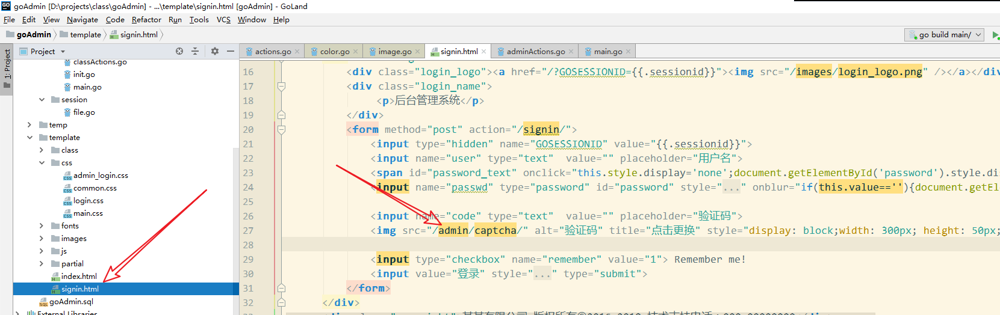 goAdmin [D:\projects\class\goAdmin] - ...\template\signin.html [goAdmin] - GoLand
File Edit View Navigate Code Refactor Run Tools VCS Window Help
goAdmin template signin.html go build main/
1: Project
Project
actions.go color.go image.go signin.html adminActions.go main.go
classActions.go
init.go
main.go
session
file.go
temp
template
class
css
admin_login.css
common.css
login.css
main.css
fonts
images
js
partial
index.html
signin.html
goAdmin.sql
External Libraries
16 <div class="login_logo"><a href="/?GOSESSIONID={{.sessionid}}"><img src="/images/login_logo.png" /></a></div
17 <div class="login_name">
18 <p>后台管理系统</p>
19 </div>
20 <form method="post" action="/signin/">
21 <input type="hidden" name="GOSESSIONID" value="{{.sessionid}}">
22 <input name="user" type="text"  value="" placeholder="用户名">
23 <span id="password_text" onclick="this.style.display='none';document.getElementById('password').style.dis
24 <input name="passwd" type="password" id="password" style="..." onblur="if(this.value==''){document.getEl
25
26 <input name="code" type="text"  value="" placeholder="验证码">
27 <img src="/admin/captcha/" alt="验证码" title="点击更换" style="display: block;width: 300px; height: 50px;
28
29 <input type="checkbox" name="remember" value="1"> Remember me!
30 <input value="登录" style="..." type="submit">
31 </form>
32 </div>